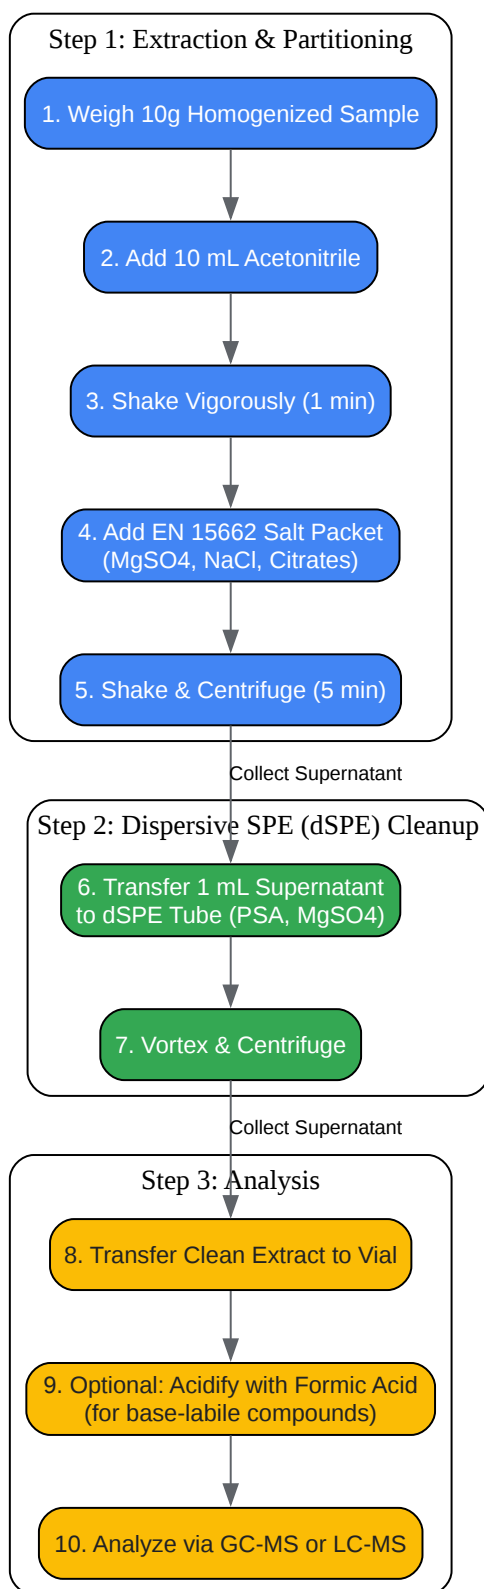 Step 1: Extraction & Partitioning
1. Weigh 10g Homogenized Sample
2. Add 10 mL Acetonitrile
3. Shake Vigorously (1 min)
4. Add EN 15662 Salt Packet
(MgSO4, NaCl, Citrates)
5. Shake & Centrifuge (5 min)
Collect Supernatant
Step 2: Dispersive SPE (dSPE) Cleanup
6. Transfer 1 mL Supernatant
to dSPE Tube (PSA, MgSO4)
7. Vortex & Centrifuge
Collect Supernatant
Step 3: Analysis
8. Transfer Clean Extract to Vial
9. Optional: Acidify with Formic Acid
(for base-labile compounds)
10. Analyze via GC-MS or LC-MS